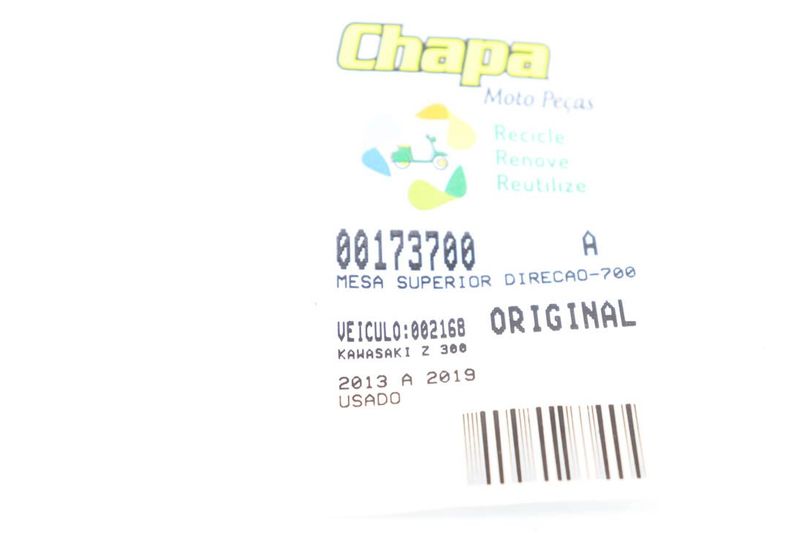 Chapa
Moto Peças
Recicle
Renove
Reutilize
00173700 A
MESA SUPERIOR DIRECAO-700
VEICULO:002168 ORIGINAL
KAWASAKI Z 300
2013 A 2019
USADO